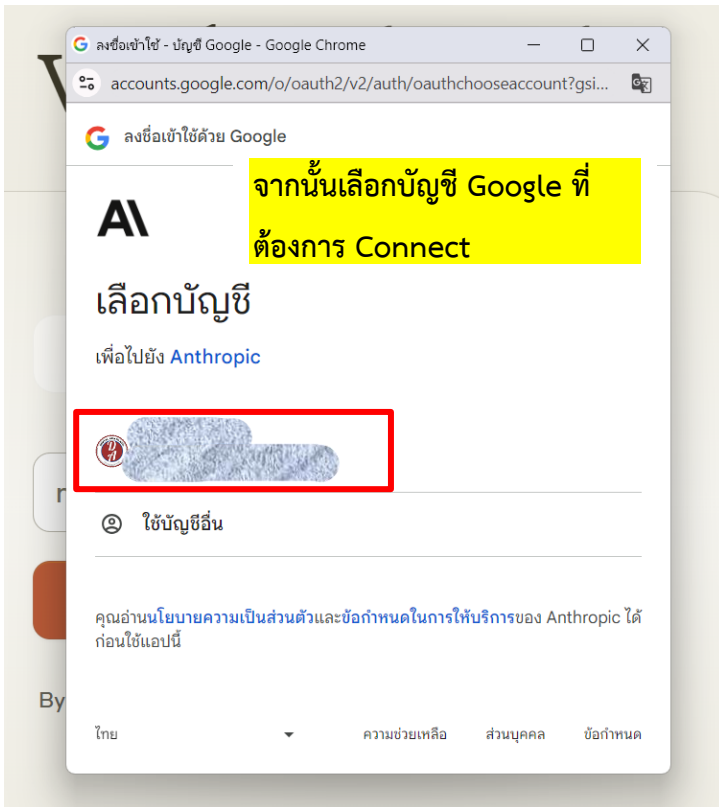 ลงชื่อเข้าใช้ - บัญชี Google - Google Chrome
accounts.google.com/o/oauth2/v2/auth/oauthchooseaccount?gsi...
ลงชื่อเข้าใช้ด้วย Google
จากนั้นเลือกบัญชี Google ที่
ต้องการ Connect
เลือกบัญชี
เพื่อไปยัง Anthropic
ใช้บัญชีอื่น
คุณอ่านนโยบายความเป็นส่วนตัวและข้อกำหนดในการให้บริการของ Anthropic ได้
ก่อนใช้แอปนี้
By
ไทย
ความช่วยเหลือ ส่วนบุคคล ข้อกำหนด